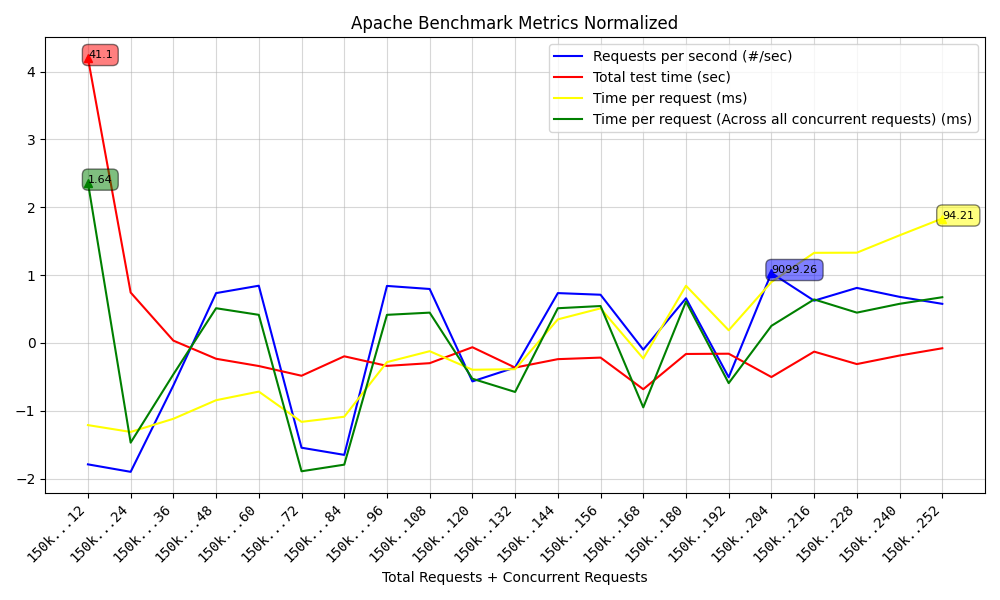 Apache Benchmark Metrics Normalized
Requests per second (#/sec)
Total test time (sec)
Time per request (ms)
Time per request (Across all concurrent requests) (ms)
41.1
1.64
94.21
9099.26
4
3
2
1
0
−1
−2
150k...12
150k...24
150k...36
150k...48
150k...60
150k...72
150k...84
150k...96
150k..108
150k..120
150k..132
150k..144
150k..156
150k..168
150k..180
150k..192
150k..204
150k..216
150k..228
150k..240
150k..252
Total Requests + Concurrent Requests